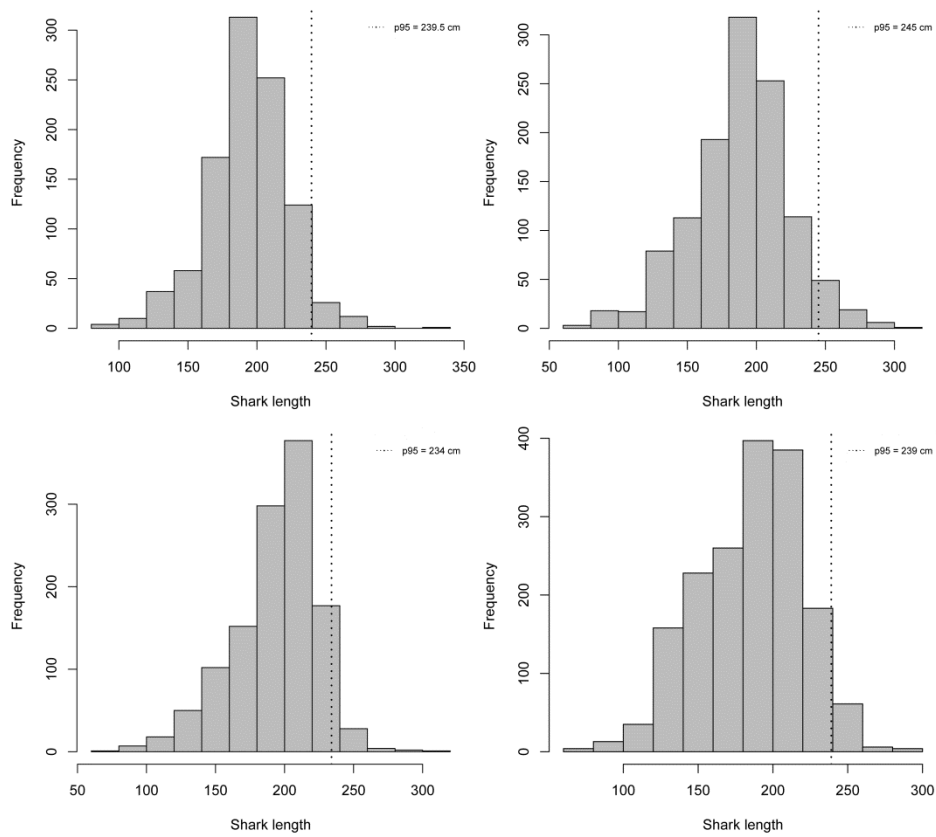 p95 = 239.5 cm
300
250
200
150
100
50
0
Frequency
100 150 200 250 300 350
Shark length
p95 = 245 cm
300
250
200
150
100
50
0
Frequency
50 100 150 200 250 300
Shark length
p95 = 234 cm
300
200
100
0
Frequency
50 100 150 200 250 300
Shark length
p95 = 239 cm
400
300
200
100
0
Frequency
100 150 200 250 300
Shark length